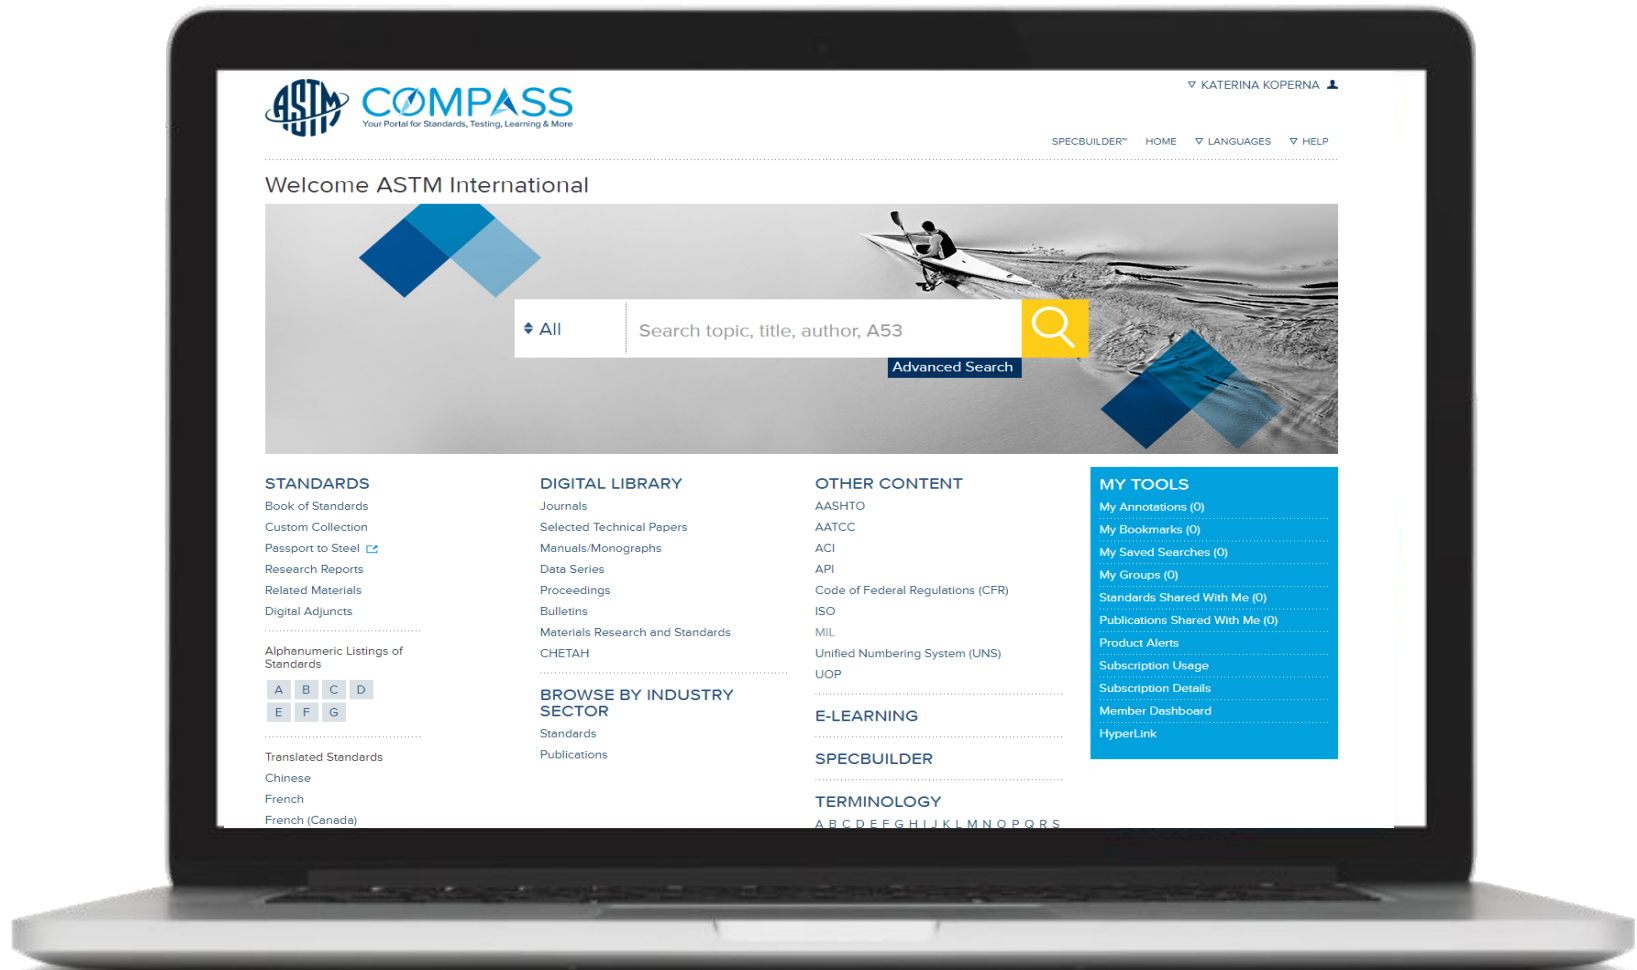 ASTM
COMPASS
Your Portal for Standards, Testing, Learning & More
KATERINA KOPERNA
SPECBUILDER™ HOME LANGUAGES HELP
Welcome ASTM International
All
Search topic, title, author, A53
Advanced Search
STANDARDS
Book of Standards
Custom Collection
Passport to Steel
Research Reports
Related Materials
Digital Adjuncts
Alphanumeric Listings of
Standards
A B C D
E F G
Translated Standards
Chinese
French
French (Canada)
DIGITAL LIBRARY
Journals
Selected Technical Papers
Manuals/Monographs
Data Series
Proceedings
Bulletins
Materials Research and Standards
CHETAH
BROWSE BY INDUSTRY
SECTOR
Standards
Publications
OTHER CONTENT
AASHTO
AATCC
ACI
API
Code of Federal Regulations (CFR)
ISO
MIL
Unified Numbering System (UNS)
UOP
E-LEARNING
SPECBUILDER
TERMINOLOGY
A B C D E F G H I J K L M N O P Q R S
MY TOOLS
My Annotations (0)
My Bookmarks (0)
My Saved Searches (0)
My Groups (0)
Standards Shared With Me (0)
Publications Shared With Me (0)
Product Alerts
Subscription Usage
Subscription Details
Member Dashboard
HyperLink